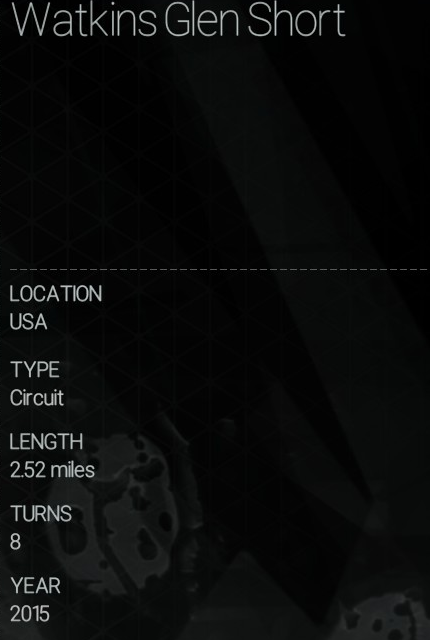 Watkins Glen Short
LOCATION
USA
TYPE
Circuit
LENGTH
2.52 miles
TURNS
8
YEAR
2015